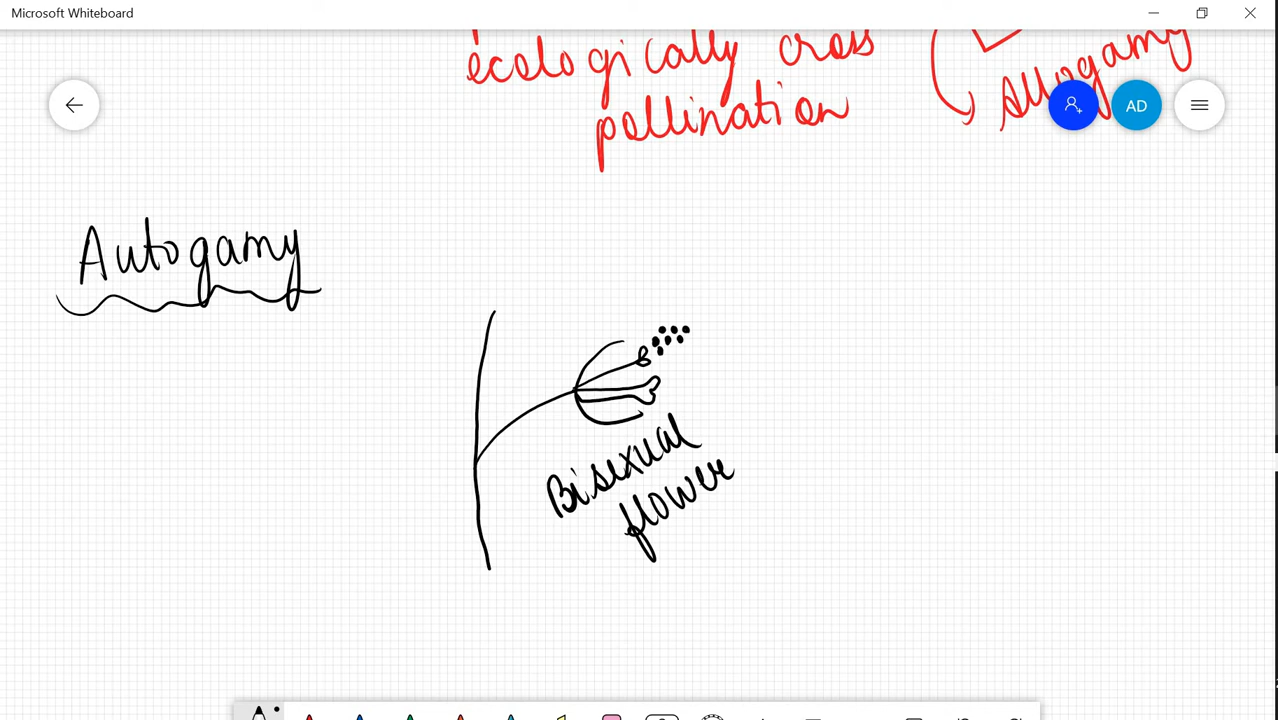 Microsoft Whiteboard
ecologically cross
pollination
AD
Autogamy
Bisexual
flower